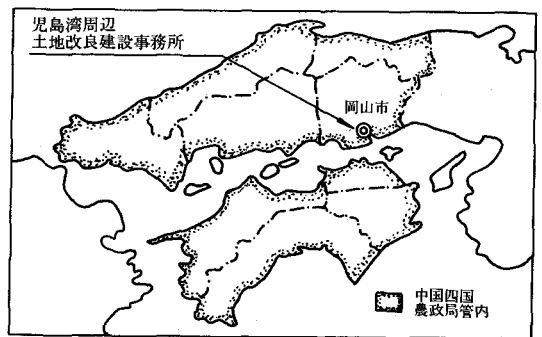 児島湾周辺
土地改良建設事務所
岡山市
中国四国
農政局管内